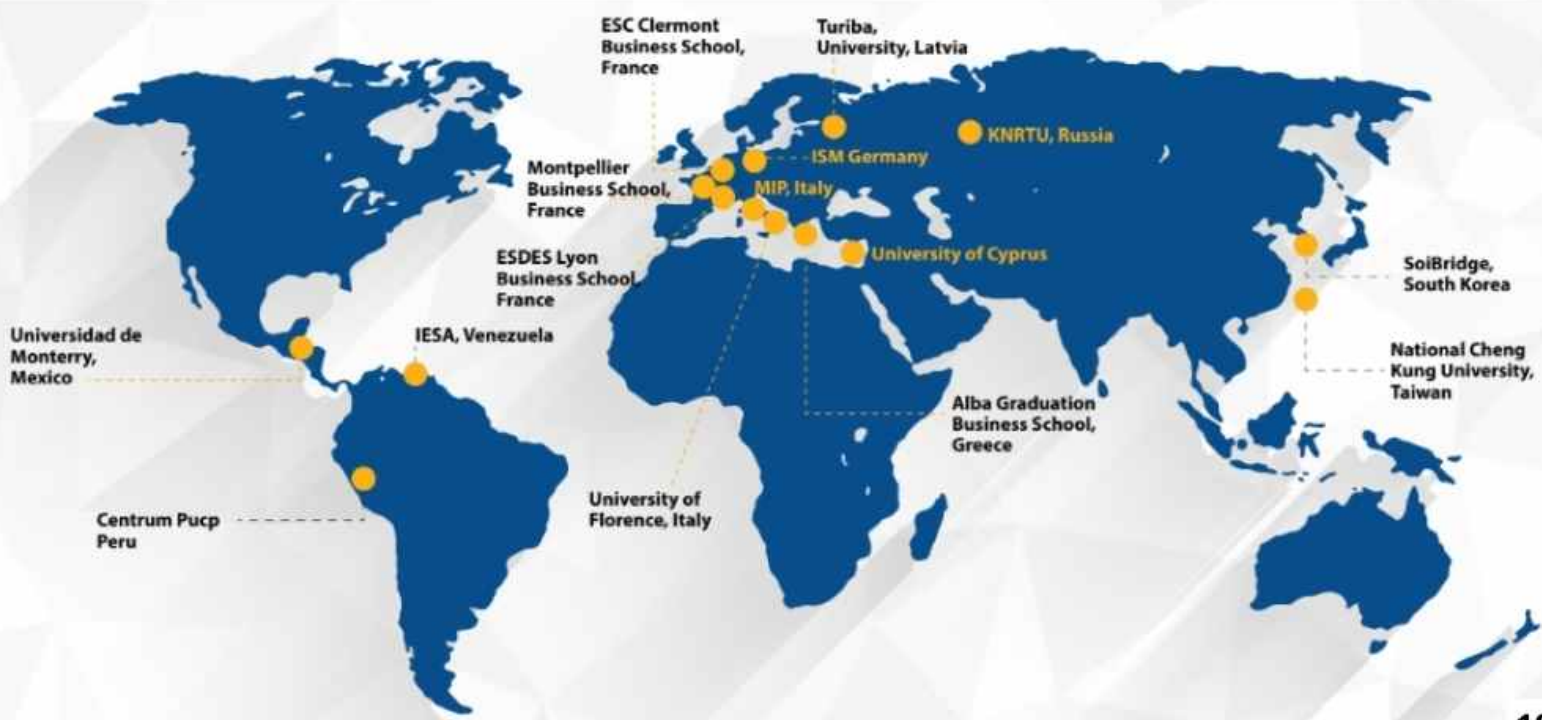 ESC Clermont
Business School,
France
Turiba,
University, Latvia
KNRTU, Russia
ISM Germany
Montpellier
Business School,
France
MIP, Italy
ESDES Lyon
Business School,
France
University of Cyprus
SoiBridge,
South Korea
Universidad de
Monterry,
Mexico
IESA, Venezuela
National Cheng
Kung University,
Taiwan
Alba Graduation
Business School,
Greece
University of
Florence, Italy
Centrum Pucp
Peru